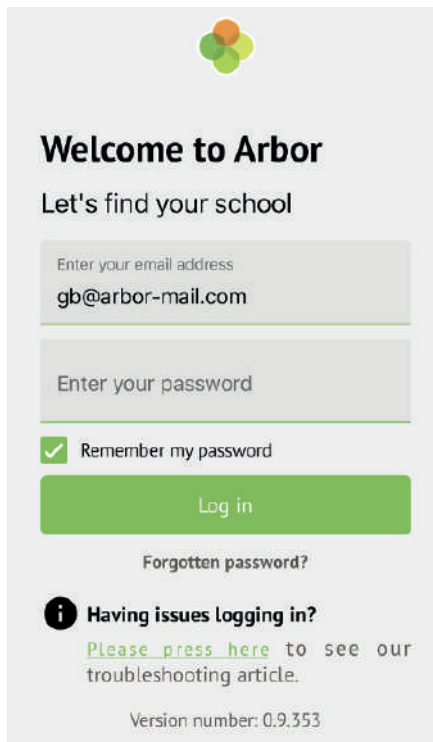 Welcome to Arbor
Let's find your school
Enter your email address
gb@arbor-mail.com
Enter your password
Remember my password
Log in
Forgotten password?
i Having issues logging in?
Please press here to see our
troubleshooting article.
Version number: 0.9.353